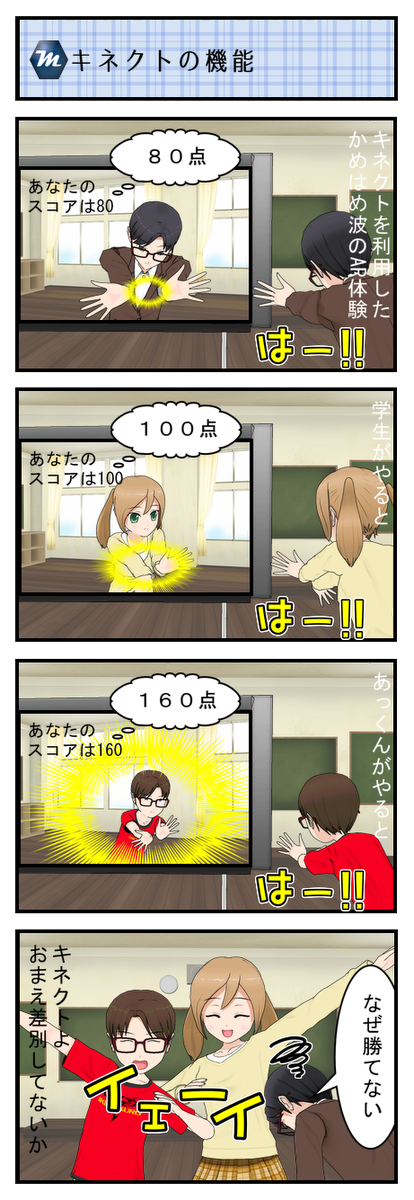 m キネクトの機能
キネクトを利用した
かめはめ波のAR体験
80点
あなたの
スコアは80
はー!!
学生がやると
100点
あなたの
スコアは100
はー!!
あっくんがやると
160点
あなたの
スコアは160
はー!!
なぜ勝てない
イエーイ
キネクトよ
おまえ差別してないか